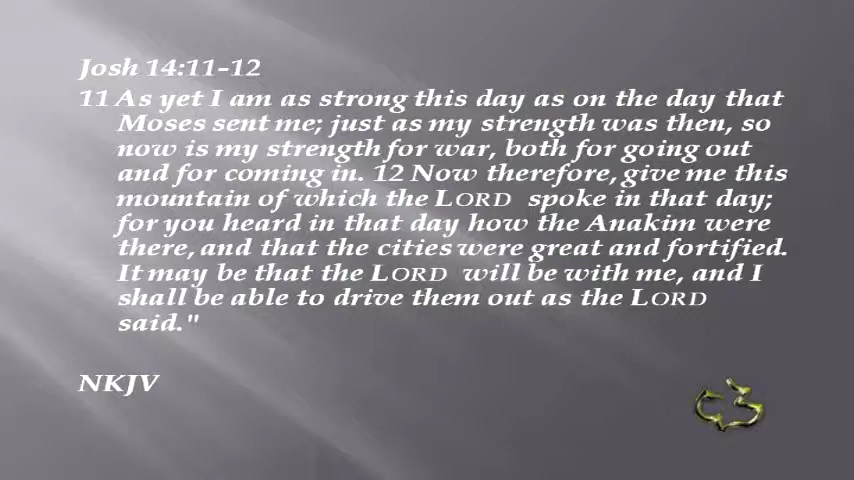 Josh 14:11-12
11 As yet I am as strong this day as on the day that
Moses sent me; just as my strength was then, so
now is my strength for war, both for going out
and for coming in. 12 Now therefore, give me this
mountain of which the LORD spoke in that day;
for you heard in that day how the Anakim were
there, and that the cities were great and fortified.
It may be that the LORD will be with me, and I
shall be able to drive them out as the LORD
said."
NKJV
C3